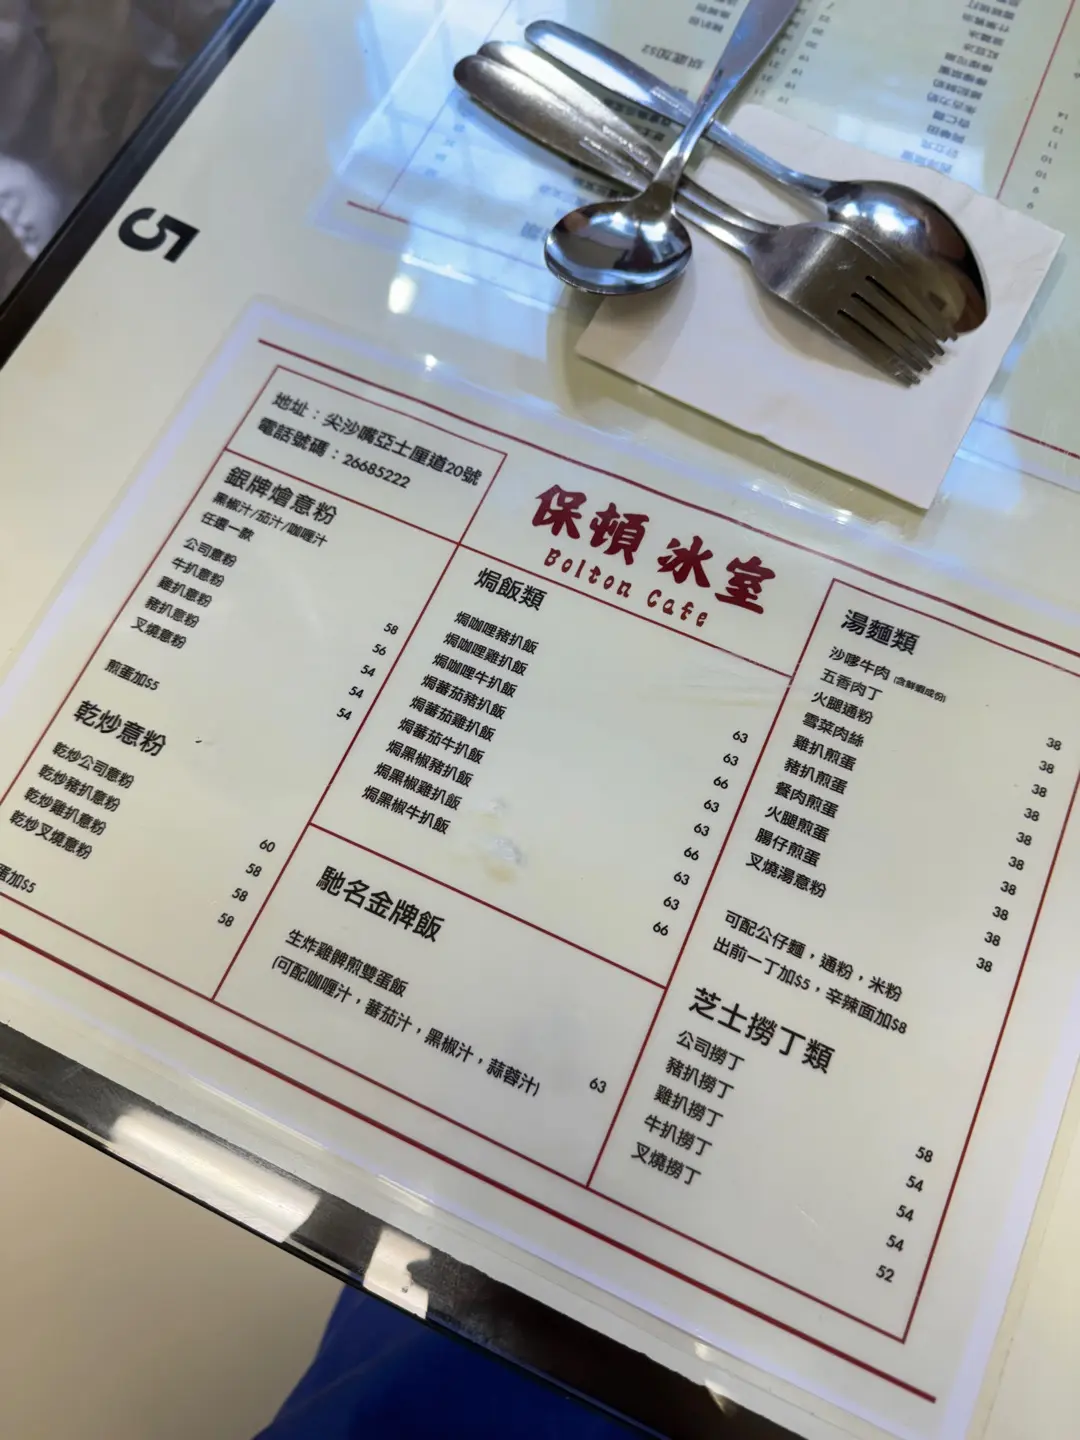 5
地址：尖沙嘴亞士厘道20號
電話號碼：26685222
保頓冰室
Bolton Cafe
銀牌燴意粉
黑椒汁/茄汁/咖喱汁
任選一款
公司意粉 58
牛扒意粉 56
雞扒意粉 54
豬扒意粉 54
叉燒意粉 54
煎蛋加$5
乾炒意粉
乾炒公司意粉 60
乾炒豬扒意粉 58
乾炒雞扒意粉 58
乾炒叉燒意粉 58
蛋加$5
焗飯類
焗咖哩豬扒飯 63
焗咖哩雞扒飯 63
焗咖哩牛扒飯 66
焗蕃茄豬扒飯 63
焗蕃茄雞扒飯 63
焗蕃茄牛扒飯 66
焗黑椒豬扒飯 63
焗黑椒雞扒飯 63
焗黑椒牛扒飯 66
馳名金牌飯
生炸雞髀煎雙蛋飯
(可配咖喱汁，蕃茄汁，黑椒汁，蒜蓉汁) 63
湯麵類
沙嗲牛肉 (含鮮蝦成份) 38
五香肉丁 38
火腿通粉 38
雪菜肉絲 38
雞扒煎蛋 38
豬扒煎蛋 38
餐肉煎蛋 38
火腿煎蛋 38
腸仔煎蛋 38
叉燒湯意粉 38
可配公仔麵，通粉，米粉
出前一丁加$5，辛辣面加$8
芝士撈丁類
公司撈丁 58
豬扒撈丁 54
雞扒撈丁 54
牛扒撈丁 54
叉燒撈丁 52